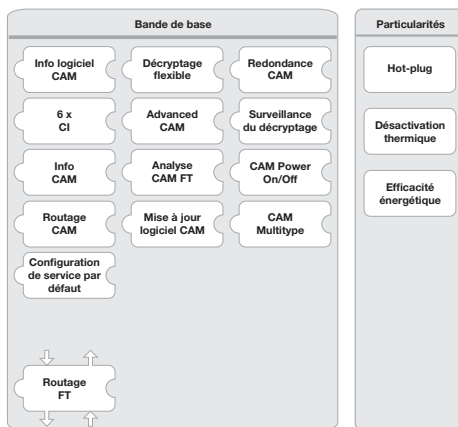 Bande de base
Info logiciel
CAM
Décryptage
flexible
Redondance
CAM
6 x
CI
Advanced
CAM
Surveillance
du décryptage
Info
CAM
Analyse
CAM FT
CAM Power
On/Off
Routage
CAM
Mise à jour
logiciel CAM
CAM
Multitype
Configuration
de service par
défaut
Routage
FT
Particularités
Hot-plug
Désactivation
thermique
Efficacité
énergétique